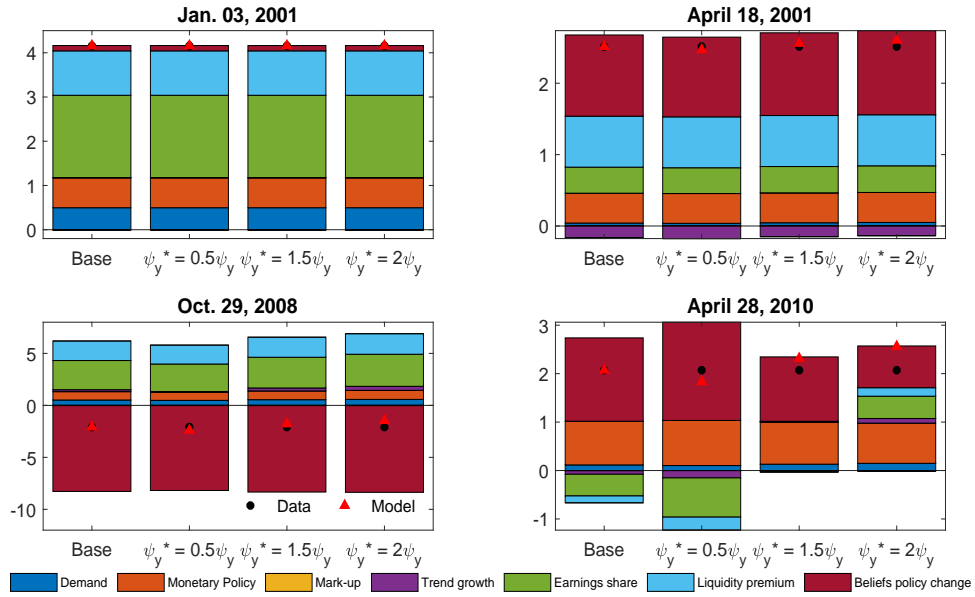 Jan. 03, 2001
4
3
2
1
0
Base ψy* = 0.5ψy ψy* = 1.5ψy ψy* = 2ψy
April 18, 2001
2
1
0
Base ψy* = 0.5ψy ψy* = 1.5ψy ψy* = 2ψy
Oct. 29, 2008
5
0
-5
-10
Data Model
Base ψy* = 0.5ψy ψy* = 1.5ψy ψy* = 2ψy
April 28, 2010
3
2
1
0
-1
Base ψy* = 0.5ψy ψy* = 1.5ψy ψy* = 2ψy
Demand Monetary Policy Mark-up Trend growth Earnings share Liquidity premium Beliefs policy change